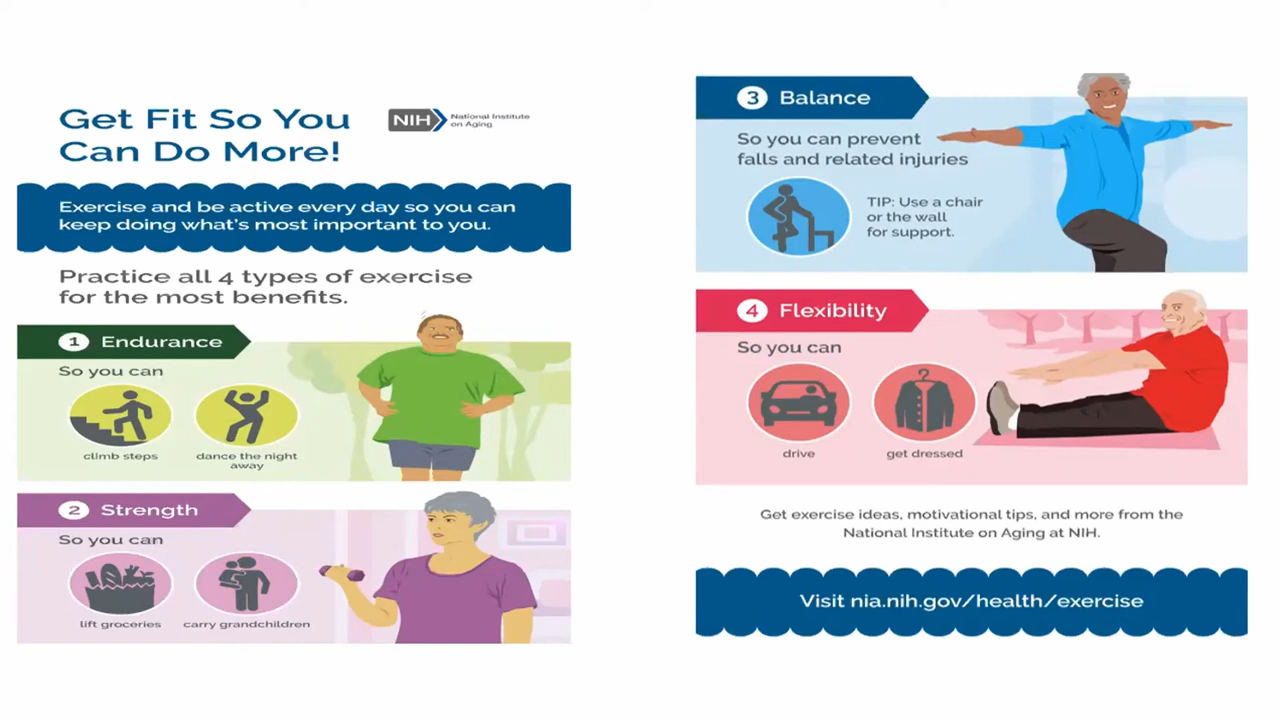 Get Fit So You
Can Do More!
NIH National Institute
on Aging
Exercise and be active every day so you can
keep doing what's most important to you.
Practice all 4 types of exercise
for the most benefits.
1 Endurance
So you can
climb steps
dance the night
away
2 Strength
So you can
lift groceries
carry grandchildren
3 Balance
So you can prevent
falls and related injuries
TIP: Use a chair
or the wall
for support.
4 Flexibility
So you can
drive
get dressed
Get exercise ideas, motivational tips, and more from the
National Institute on Aging at NIH.
Visit nia.nih.gov/health/exercise